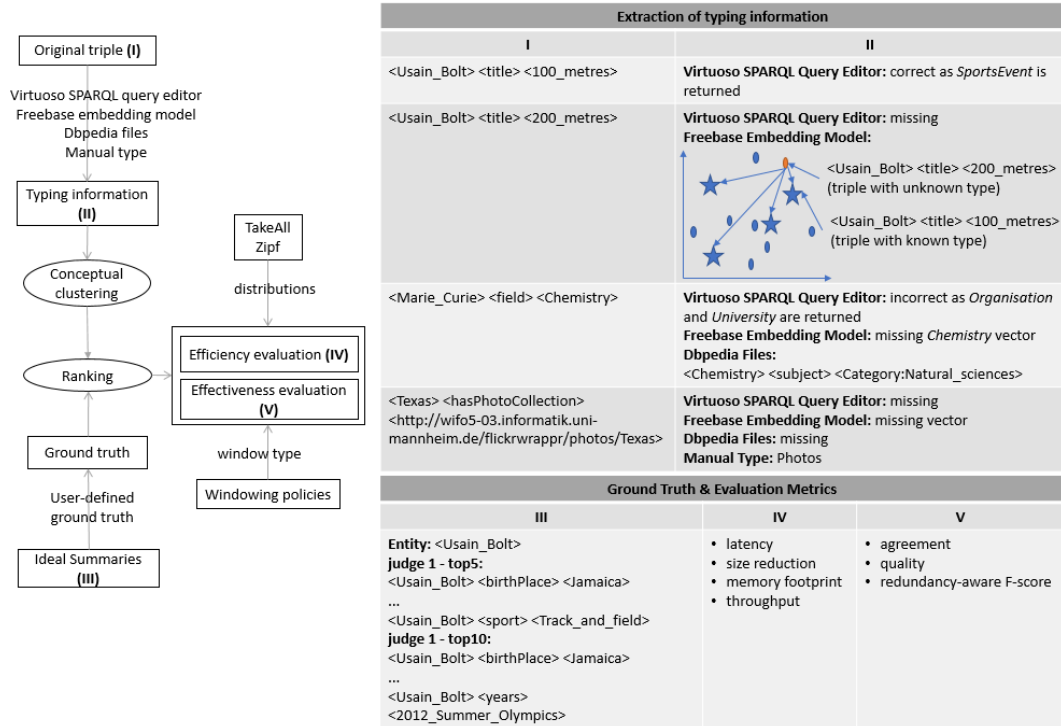 Original triple (I)
Virtuoso SPARQL query editor
Freebase embedding model
Dbpedia files
Manual type
Typing information
(II)
Conceptual
clustering
Ranking
Ground truth
User-defined
ground truth
Ideal Summaries
(III)
TakeAll
Zipf
distributions
Efficiency evaluation (IV)
Effectiveness evaluation
(V)
window type
Windowing policies
Extraction of typing information
I
II
<Usain_Bolt> <title> <100_metres>
Virtuoso SPARQL Query Editor: correct as SportsEvent is
returned
<Usain_Bolt> <title> <200_metres>
Virtuoso SPARQL Query Editor: missing
Freebase Embedding Model:
<Usain_Bolt> <title> <200_metres>
(triple with unknown type)
<Usain_Bolt> <title> <100_metres>
(triple with known type)
<Marie_Curie> <field> <Chemistry>
Virtuoso SPARQL Query Editor: incorrect as Organisation
and University are returned
Freebase Embedding Model: missing Chemistry vector
Dbpedia Files:
<Chemistry> <subject> <Category:Natural_sciences>
<Texas> <hasPhotoCollection>
<http://wifo5-03.informatik.uni-
mannheim.de/flickrwrappr/photos/Texas>
Virtuoso SPARQL Query Editor: missing
Freebase Embedding Model: missing vector
Dbpedia Files: missing
Manual Type: Photos
Ground Truth & Evaluation Metrics
III
IV
V
Entity: <Usain_Bolt>
judge 1 - top5:
<Usain_Bolt> <birthPlace> <Jamaica>
...
<Usain_Bolt> <sport> <Track_and_field>
judge 1 - top10:
<Usain_Bolt> <birthPlace> <Jamaica>
...
<Usain_Bolt> <years>
<2012_Summer_Olympics>
• latency
• size reduction
• memory footprint
• throughput
• agreement
• quality
• redundancy-aware F-score